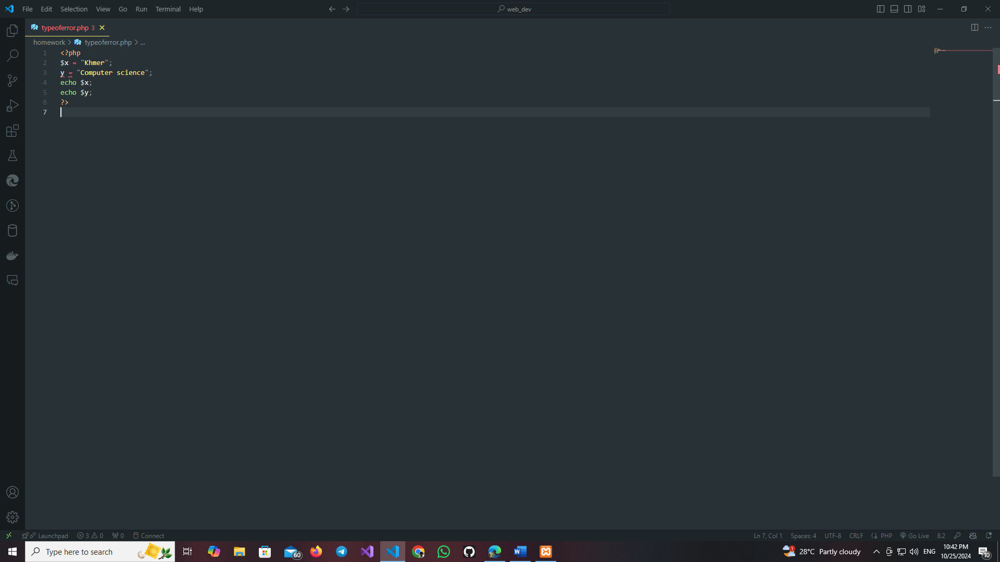 File Edit Selection View Go Run Terminal Help
web_dev
typeoferror.php 3
homework > typeoferror.php > ...
1 <?php
2 $x = "Khmer";
3 y = "Computer science";
4 echo $x;
5 echo $y;
6 ?>
7
Launchpad 3 0 0 Connect
Ln 7, Col 1 Spaces: 4 UTF-8 CRLF PHP Go Live 8.2
Type here to search
60
1 28°C Partly cloudy
ENG
10:42 PM
10/25/2024
10